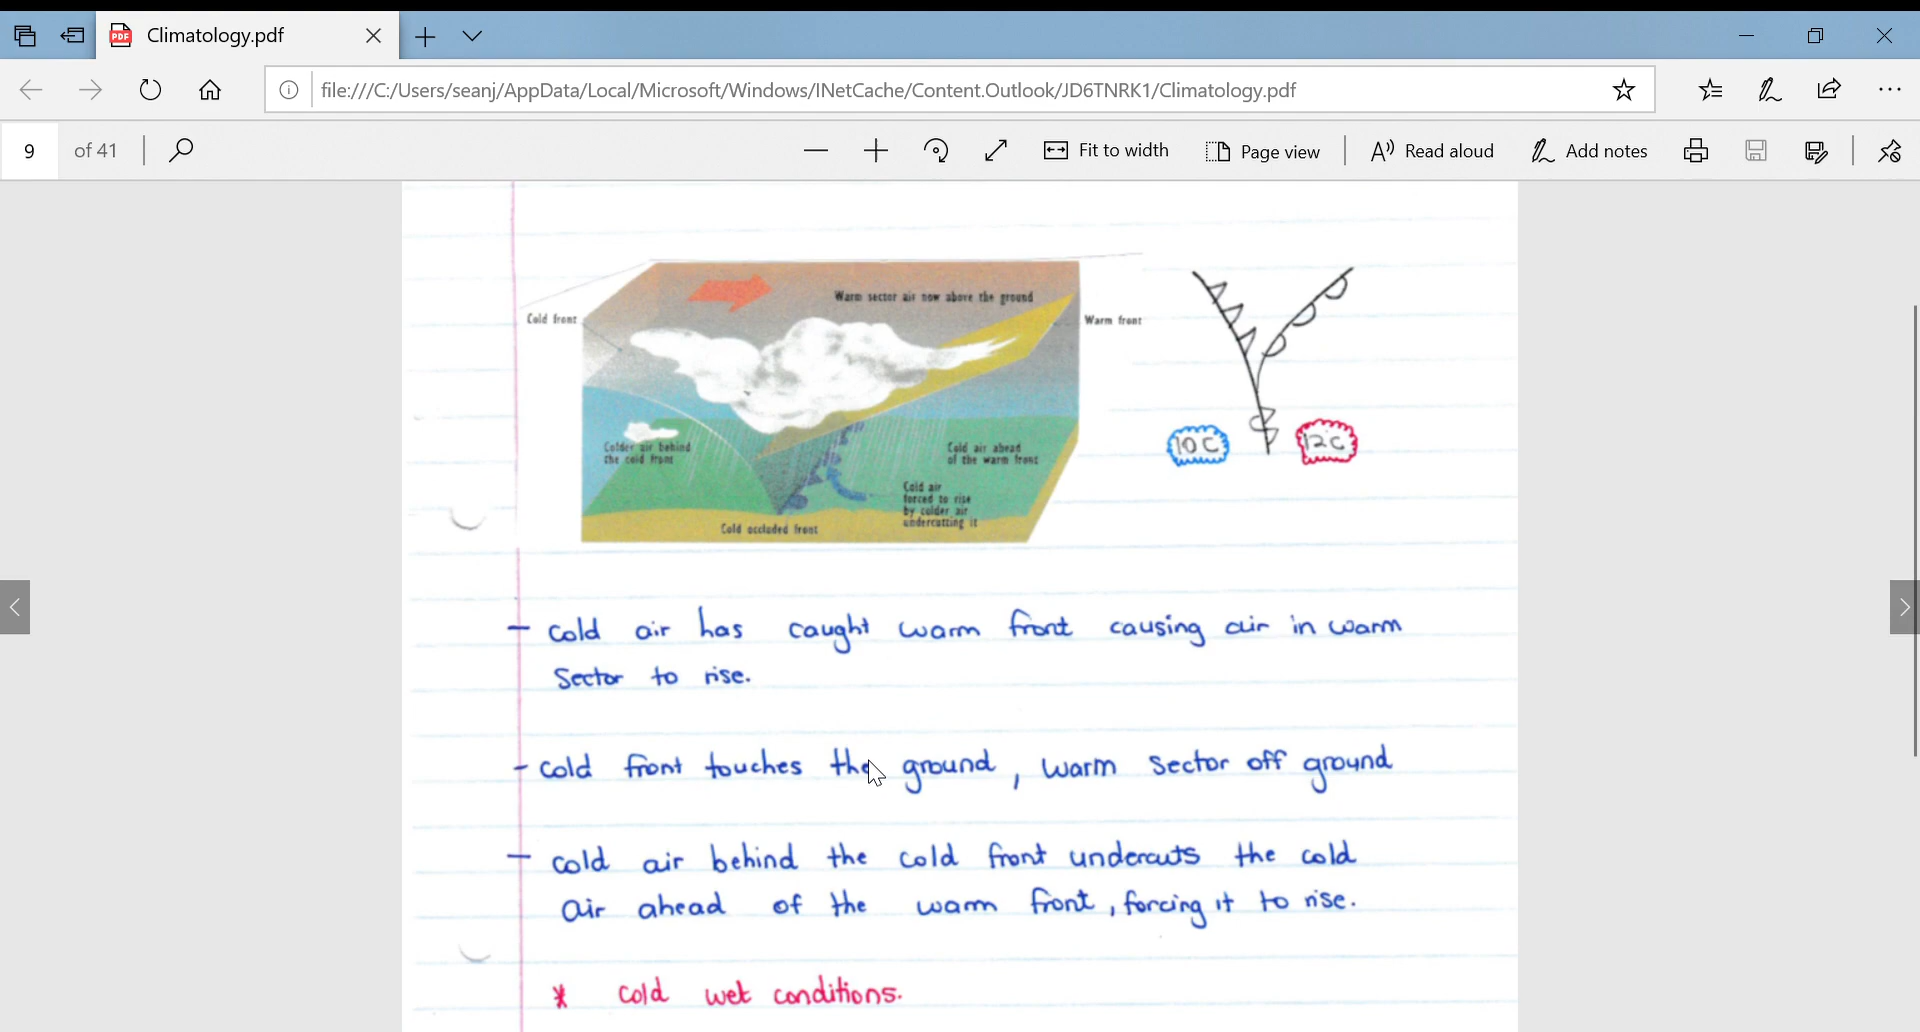 Climatology.pdf
file:///C:/Users/seanj/AppData/Local/Microsoft/Windows/INetCache/Content.Outlook/JD6TNRK1/Climatology.pdf
9 of 41 Fit to width Page view Read aloud Add notes
Warm sector air now above the ground
Cold front
Warm front
10C 12°C
Colder air behind
the cold front
Cold air ahead
of the warm front
Cold air
forced to rise
by colder air
undercutting it
Cold occluded front
- cold air has caught warm front causing air in warm
Sector to rise.
- cold front touches the ground, warm sector off ground
- cold air behind the cold front undercuts the cold
air ahead of the warm front, forcing it to rise.
* cold wet conditions.